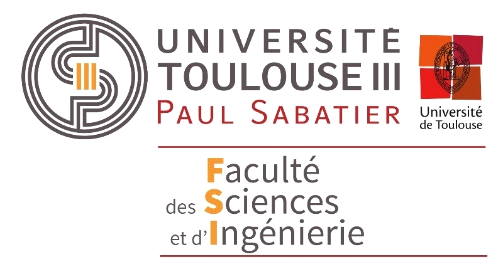 UNIVERSITÉ
TOULOUSE III
PAUL SABATIER
Université
de Toulouse
Faculté
des Sciences
et d'Ingénierie